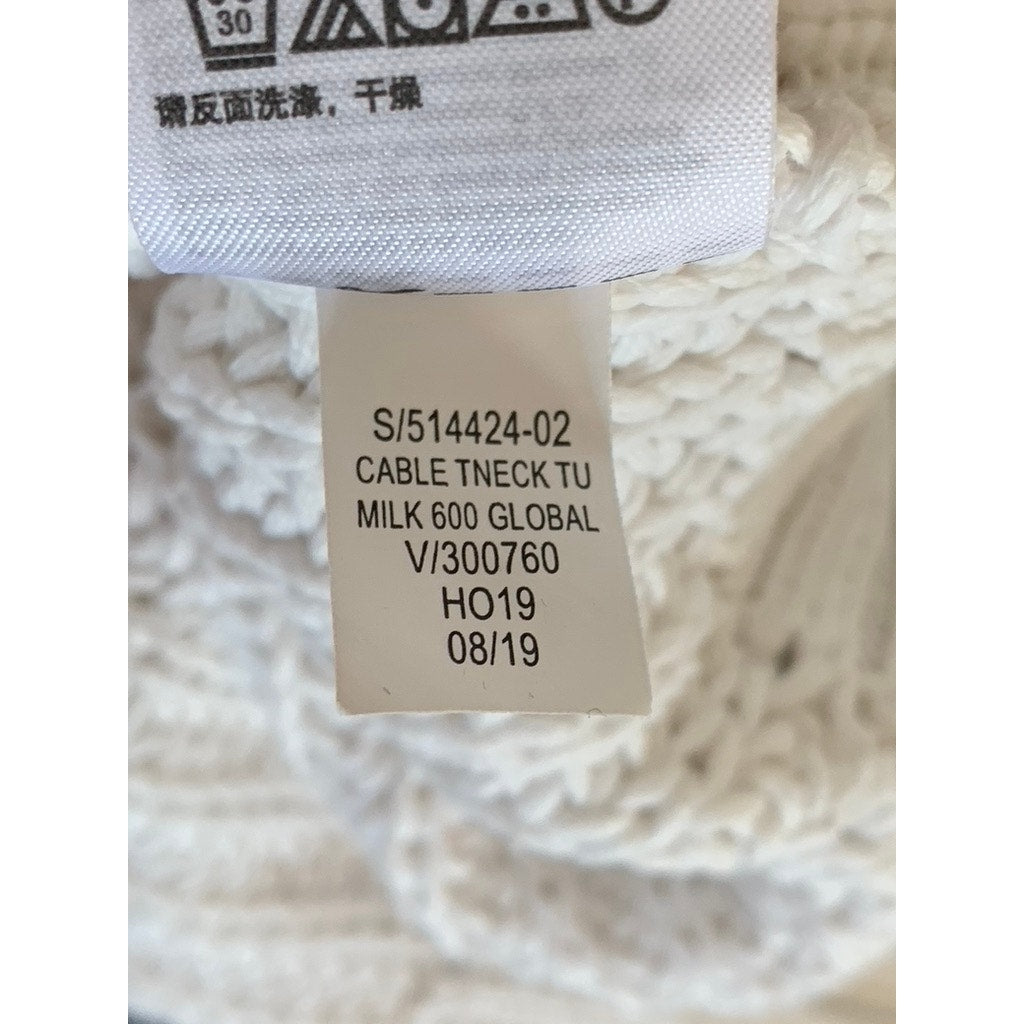 30
请反面洗涤，干燥
S/514424-02
CABLE TNECK TU
MILK 600 GLOBAL
V/300760
HO19
08/19